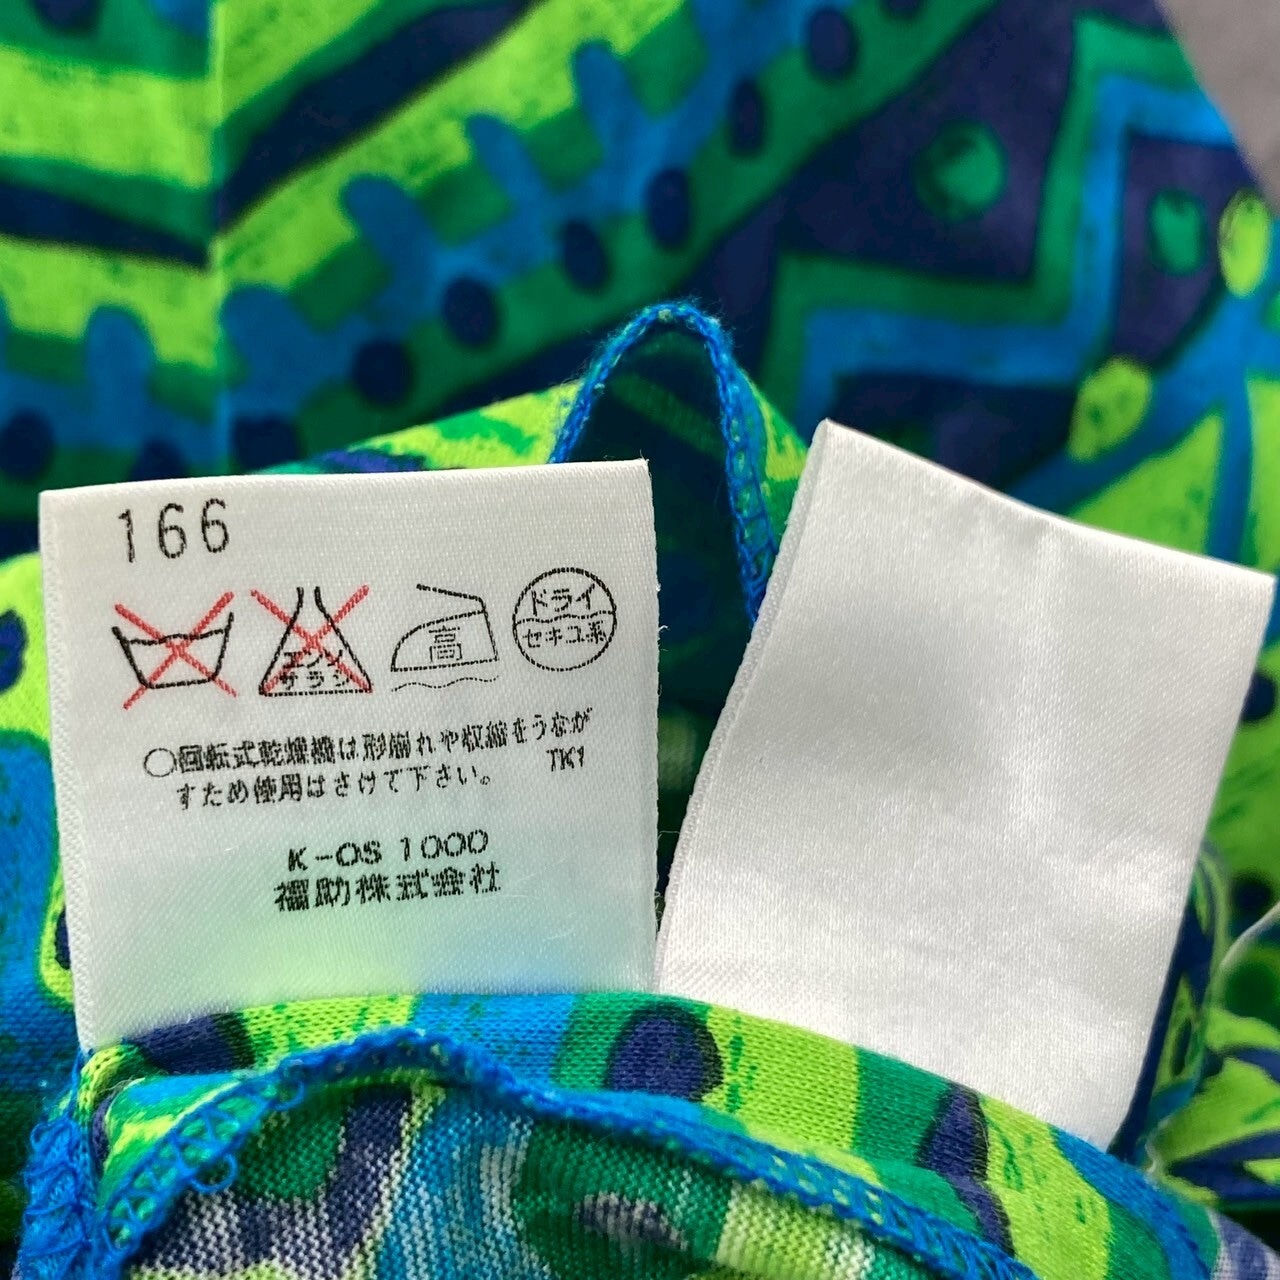 166
エンソ
サラシ
高
ドライ
セキユ系
○回転式乾燥機は形崩れや収縮をうなが
すため使用はさけて下さい。 TK1
K-OS 1000
福助株式会社